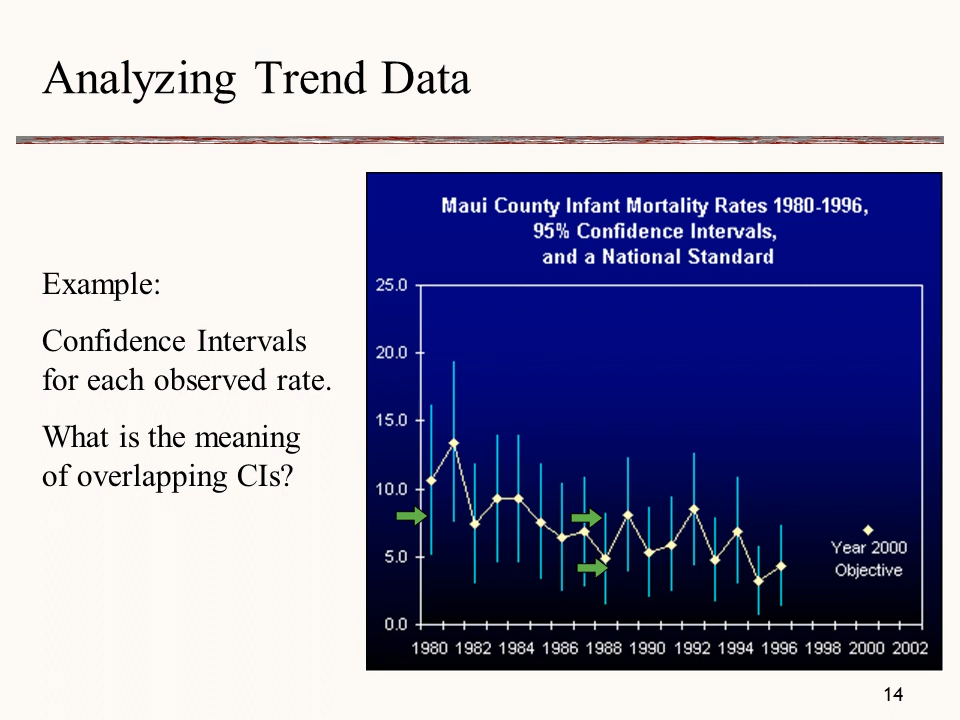 Analyzing Trend Data
Example:
Confidence Intervals
for each observed rate.
What is the meaning
of overlapping CIs?
Maui County Infant Mortality Rates 1980-1996,
95% Confidence Intervals,
and a National Standard
25.0
20.0
15.0
10.0
5.0
0.0
Year 2000
Objective
1980 1982 1984 1986 1988 1990 1992 1994 1996 1998 2000 2002
14